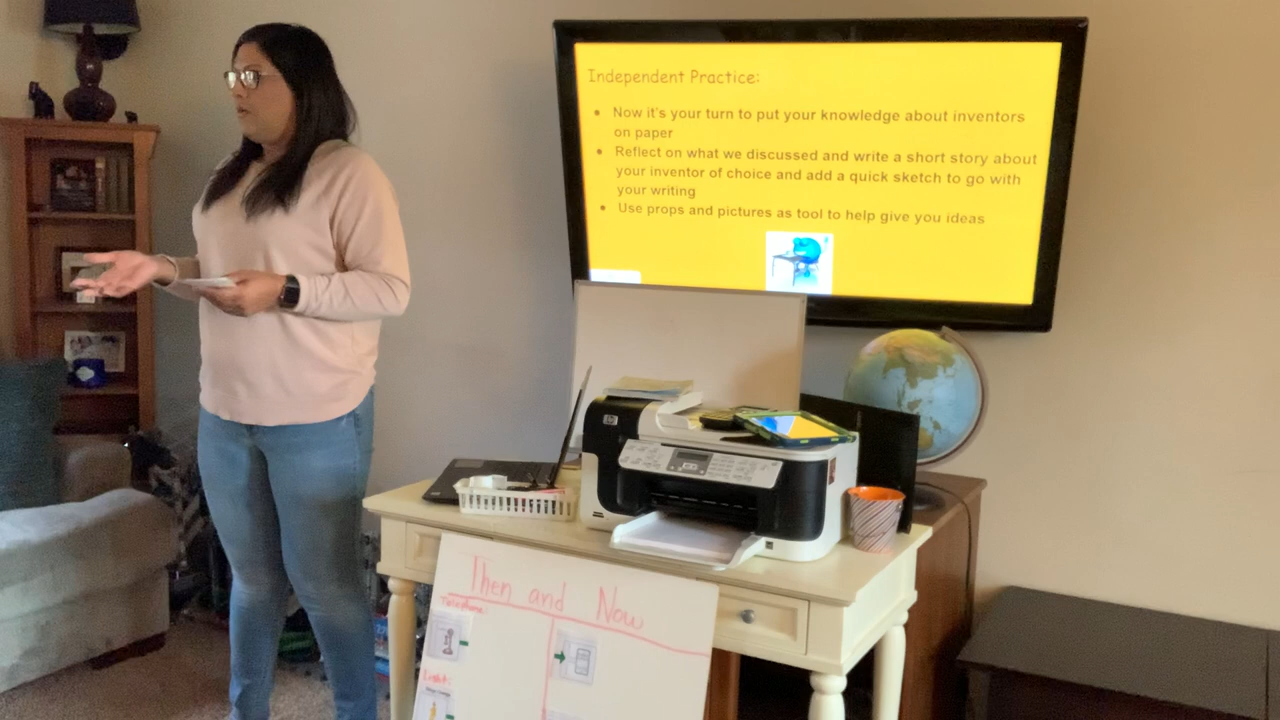 Independent Practice:
● Now it's your turn to put your knowledge about inventors
on paper
● Reflect on what we discussed and write a short story about
your inventor of choice and add a quick sketch to go with
your writing
● Use props and pictures as tool to help give you ideas
hp
Then and Now
Telephone:
Light: